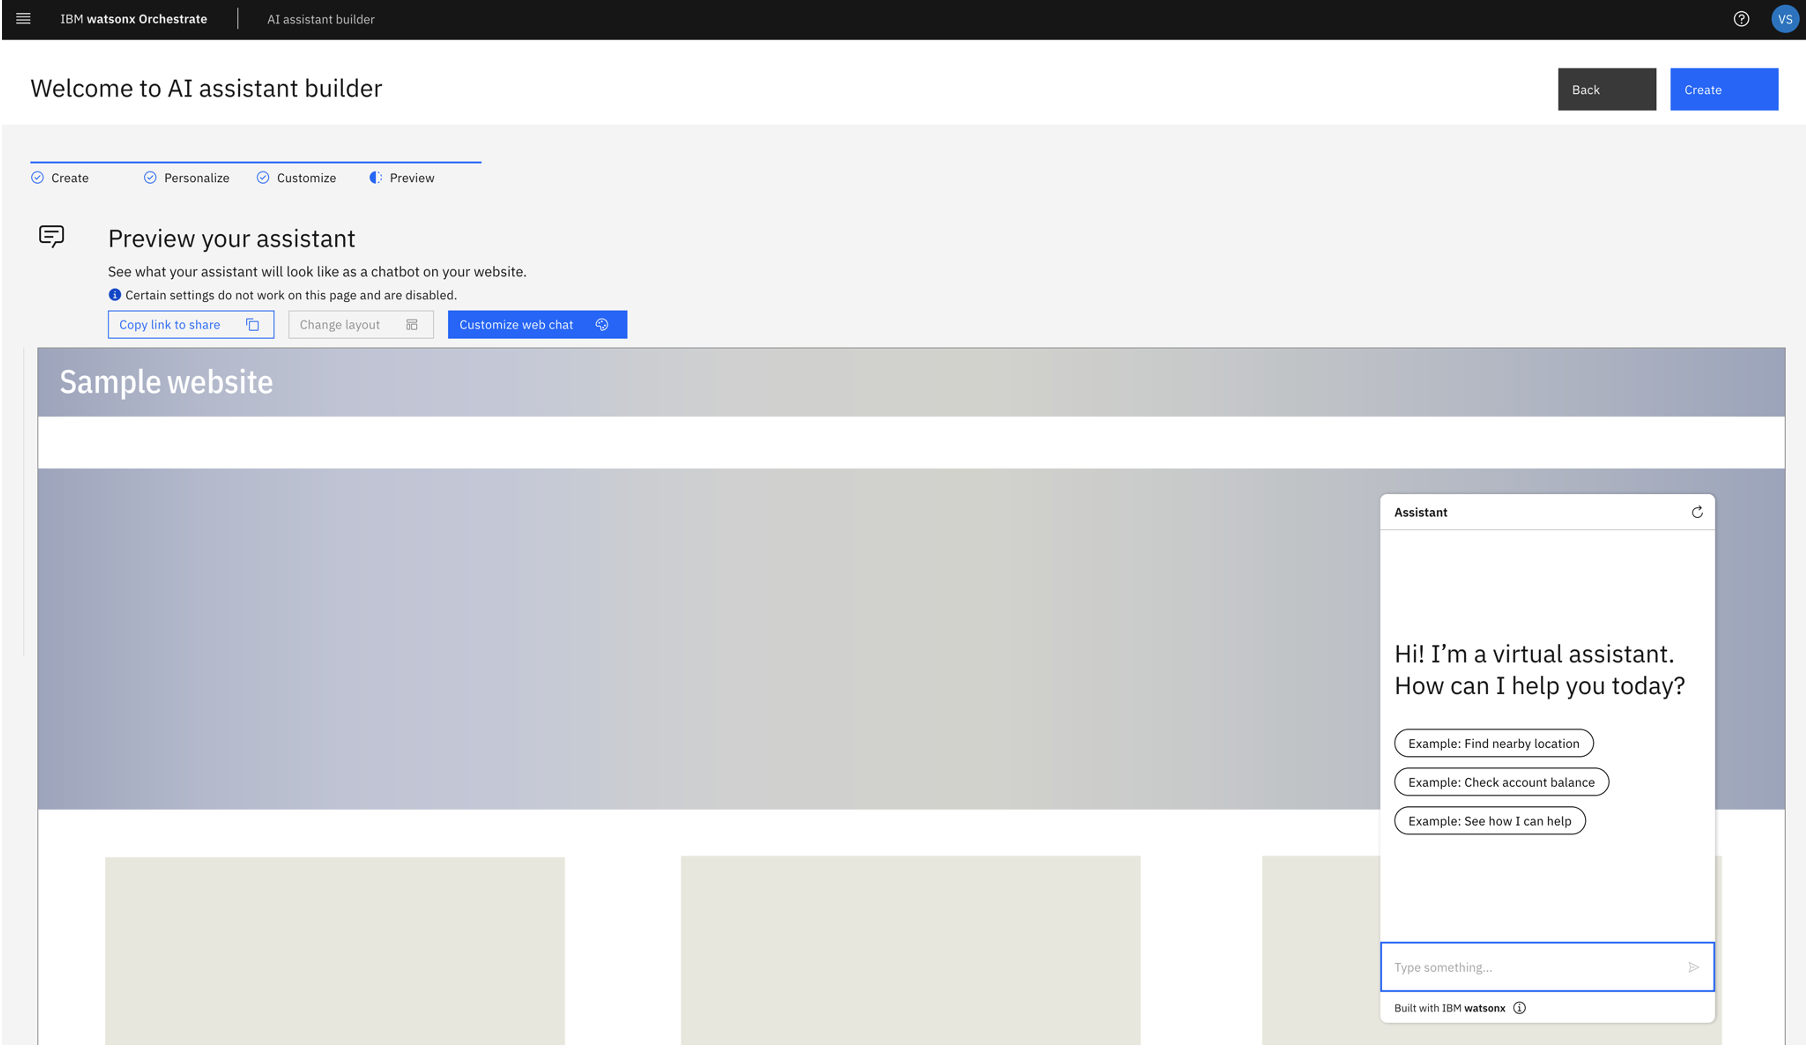 IBM watsonx Orchestrate
AI assistant builder
VS
Welcome to AI assistant builder
Back
Create
Create
Personalize
Customize
Preview
Preview your assistant
See what your assistant will look like as a chatbot on your website.
Certain settings do not work on this page and are disabled.
Copy link to share
Change layout
Customize web chat
Sample website
Assistant
Hi! I’m a virtual assistant.
How can I help you today?
Example: Find nearby location
Example: Check account balance
Example: See how I can help
Type something...
Built with IBM watsonx